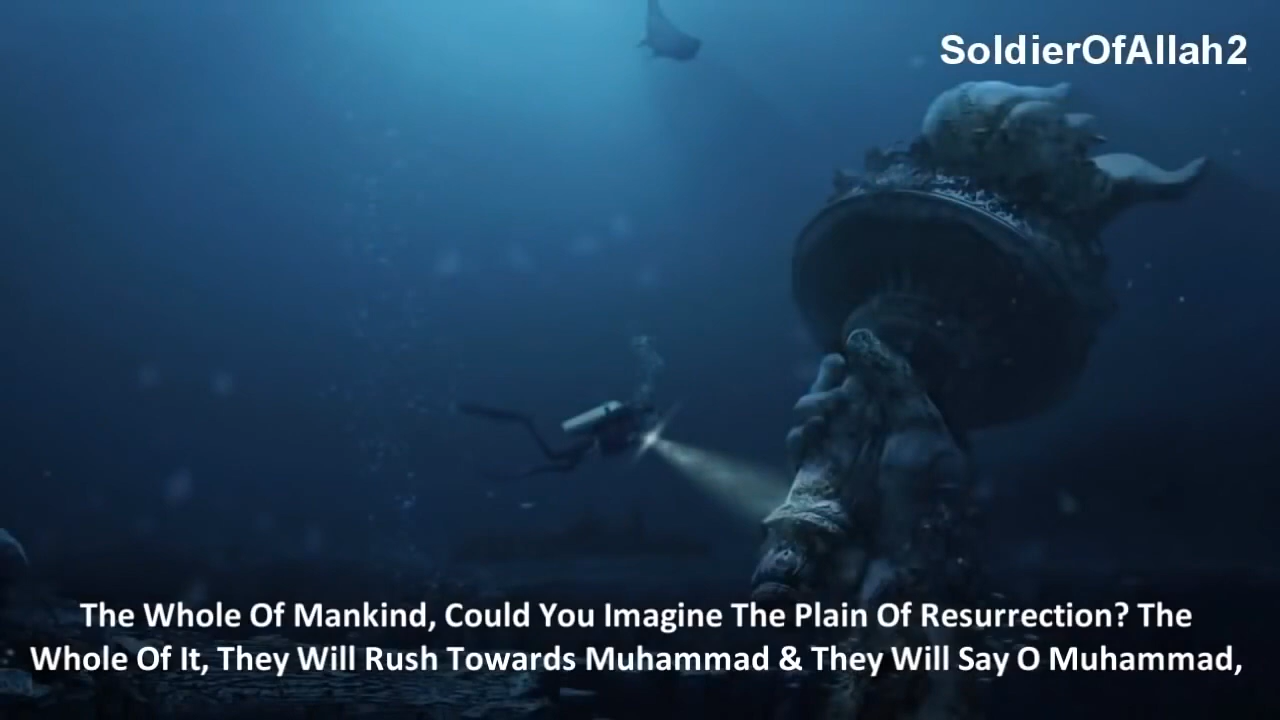 SoldierOfAllah2
The Whole Of Mankind, Could You Imagine The Plain Of Resurrection? The
Whole Of It, They Will Rush Towards Muhammad & They Will Say O Muhammad,